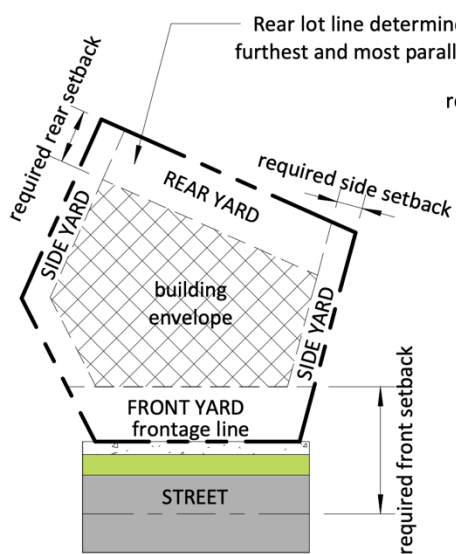 Rear lot line determine
furthest and most parall
re
required rear setback
required side setback
REAR YARD
SIDE YARD
building
envelope
SIDE YARD
FRONT YARD
frontage line
required front setback
STREET